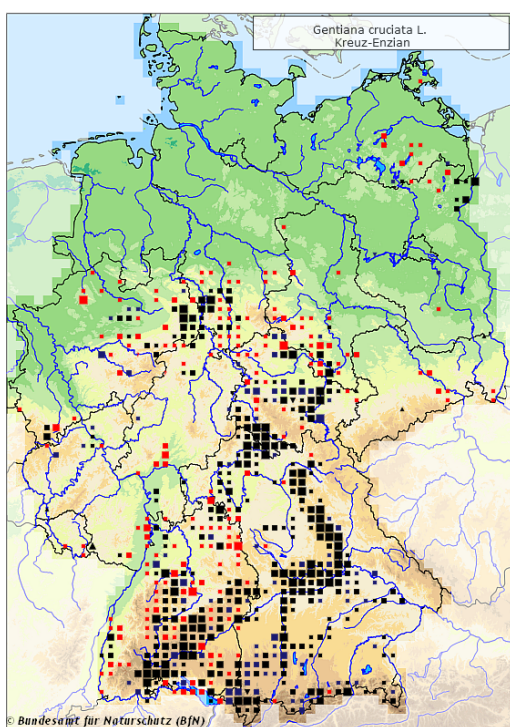 Gentiana cruciata L.
Kreuz-Enzian
© Bundesamt für Naturschutz (BfN)